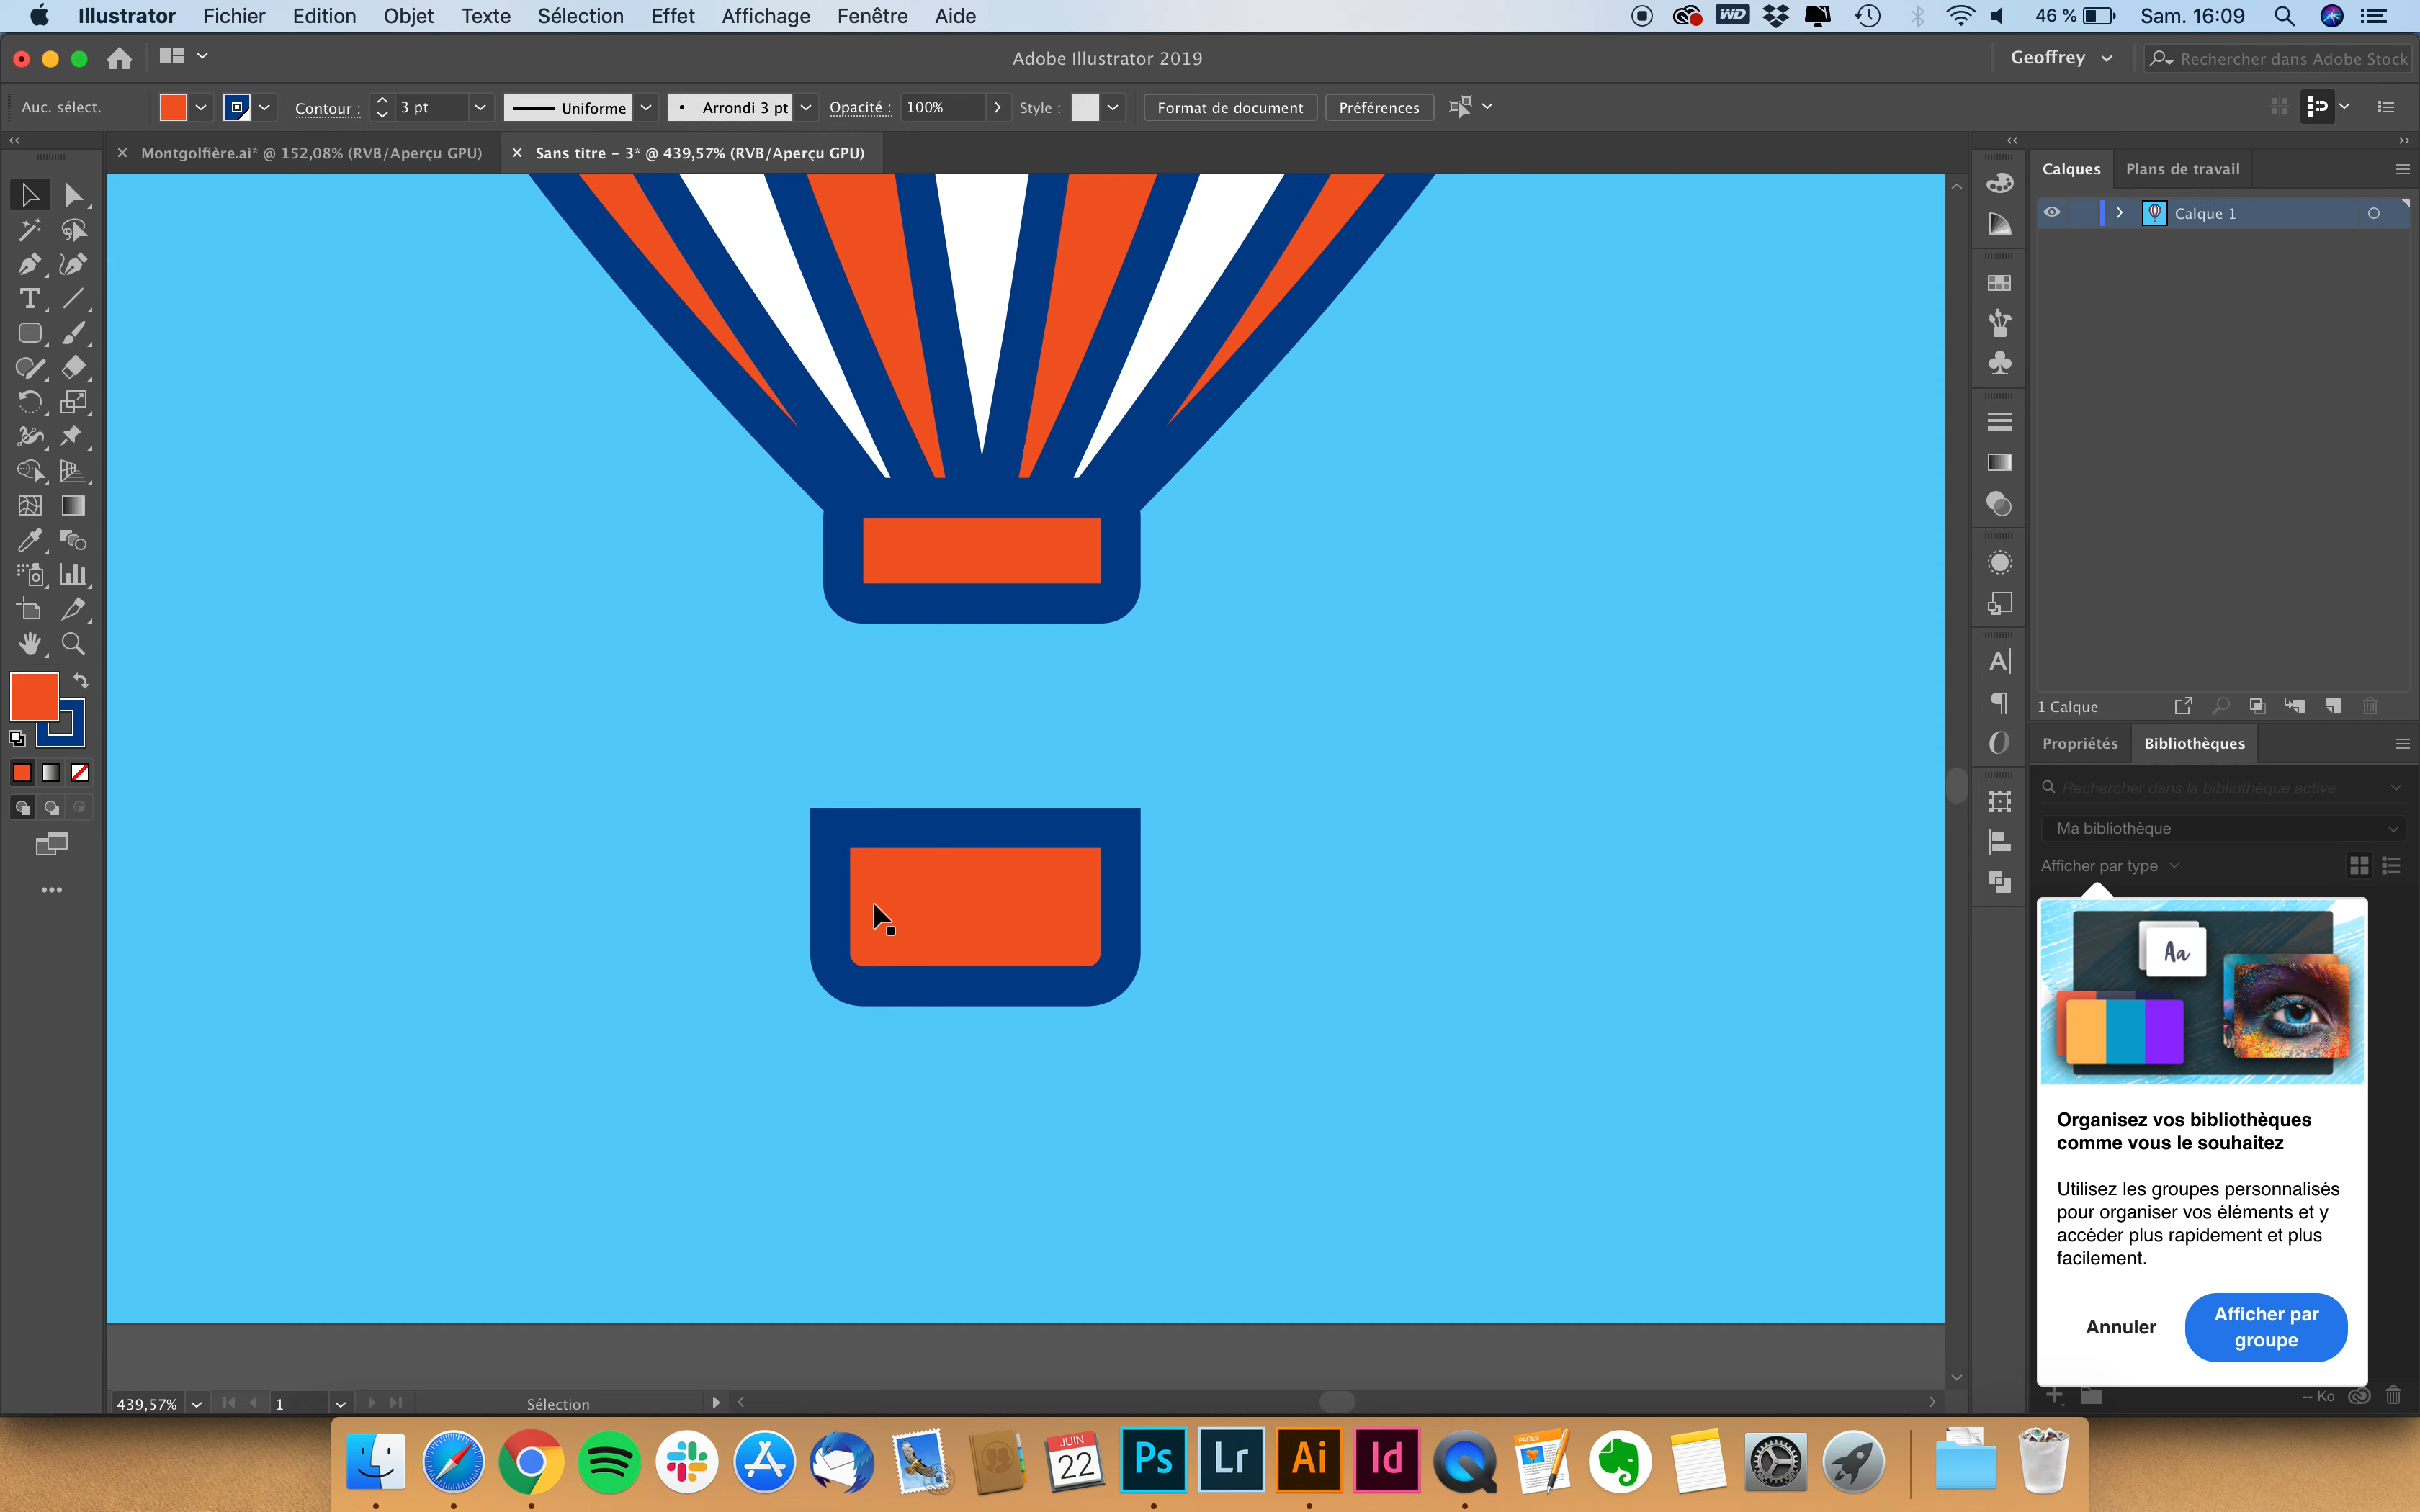 Illustrator Fichier Edition Objet Texte Sélection Effet Affichage Fenêtre Aide WD 46 % Sam. 16:09
Adobe Illustrator 2019 Geoffrey Rechercher dans Adobe Stock
Auc. sélect. Contour : 3 pt Uniforme Arrondi 3 pt Opacité : 100% Style : Format de document Préférences
Montgolfière.ai* @ 152,08% (RVB/Aperçu GPU) Sans titre - 3* @ 439,57% (RVB/Aperçu GPU)
Calques Plans de travail
Calque 1
1 Calque
Propriétés Bibliothèques
Rechercher dans la bibliothèque active
Ma bibliothèque
Afficher par type
Aa
Organisez vos bibliothèques
comme vous le souhaitez
Utilisez les groupes personnalisés
pour organiser vos éléments et y
accéder plus rapidement et plus
facilement.
Annuler
Afficher par
groupe
-- Ko
439,57% 1 Sélection
JUIN
22
Ps
Lr
Ai
Id
PAGES